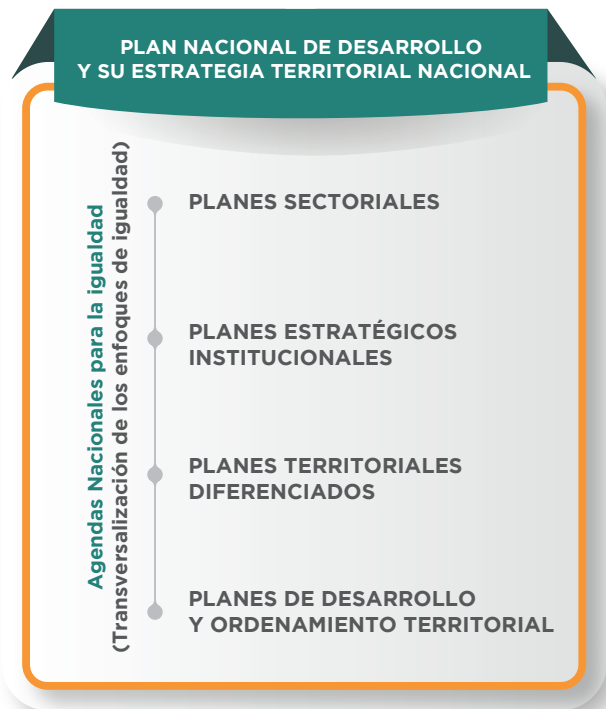 PLAN NACIONAL DE DESARROLLO
Y SU ESTRATEGIA TERRITORIAL NACIONAL
Agendas Nacionales para la igualdad
(Transversalización de los enfoques de igualdad)
PLANES SECTORIALES
PLANES ESTRATÉGICOS
INSTITUCIONALES
PLANES TERRITORIALES
DIFERENCIADOS
PLANES DE DESARROLLO
Y ORDENAMIENTO TERRITORIAL